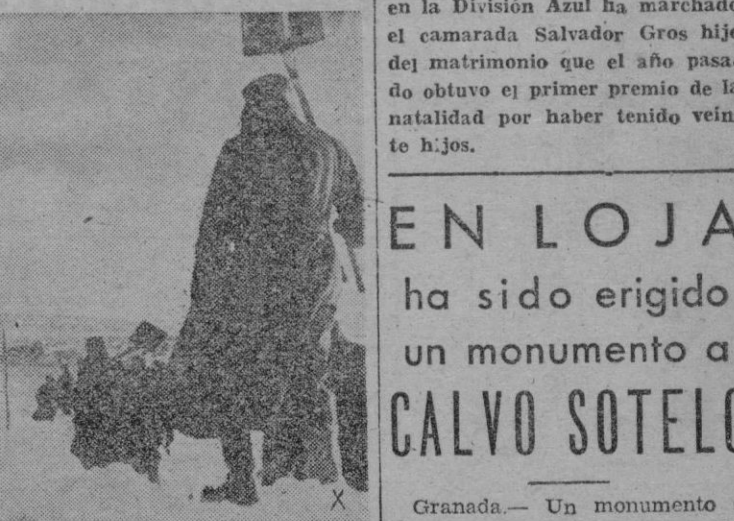 en la División Azul ha marchado
el camarada Salvador Gros hijo
del matrimonio que el año pasa-
do obtuvo el primer premio de la
natalidad por haber tenido vein-
te hijos.
EN LOJA
ha sido erigido
un monumento a
CALVO SOTELO
Granada.— Un monumento
X